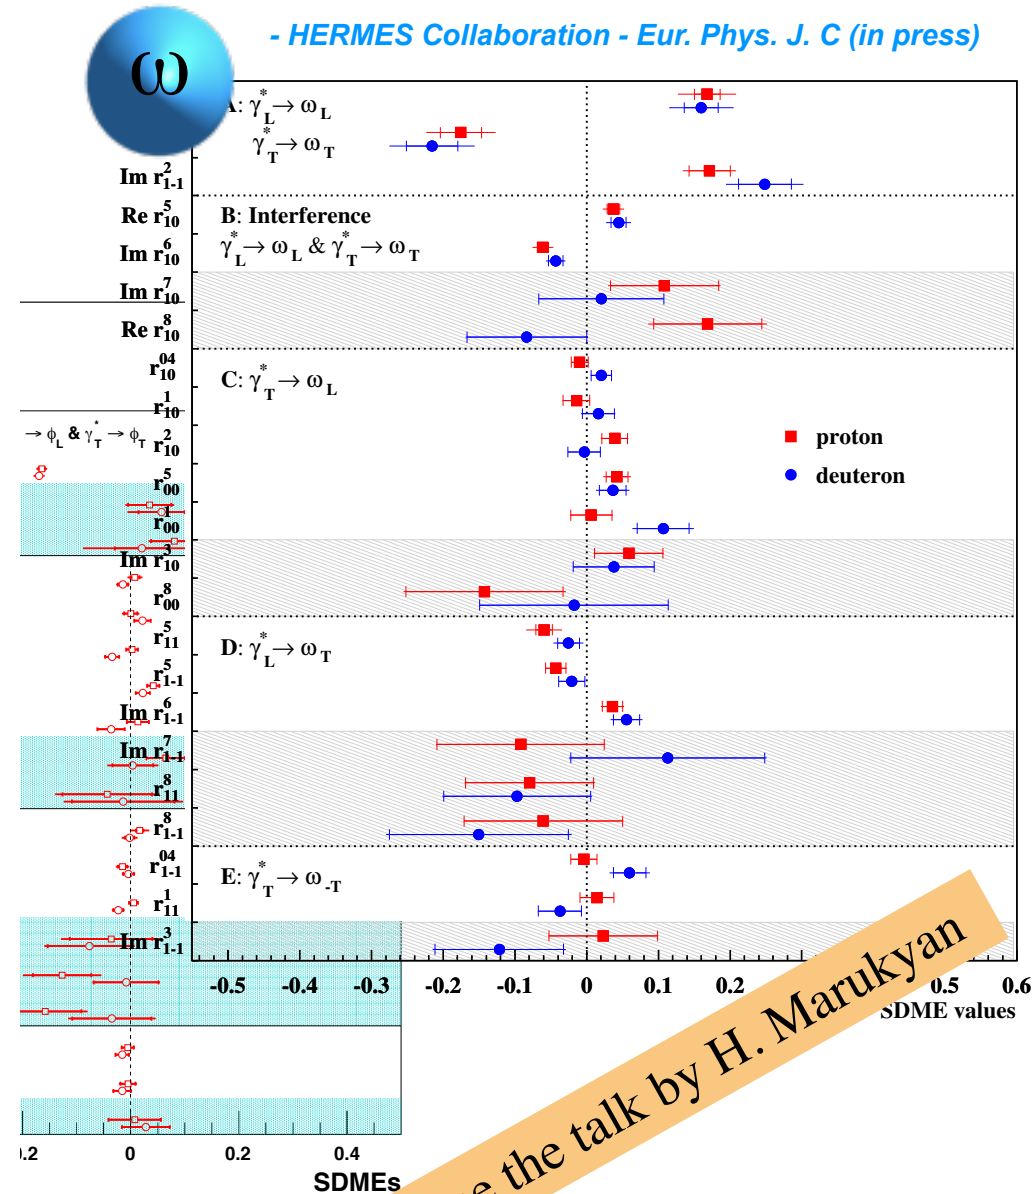 - HERMES Collaboration - Eur. Phys. J. C (in press)
ω
A: γ*L → ωL
γ*T → ωT
Im r²1-1
Re r⁵10
B: Interference
Im r⁶10
γ*L → ωL & γ*T → ωT
Im r⁷10
Re r⁸10
r⁰⁴10
C: γ*T → ωL
r¹10
→ ϕL & γ*T → ϕT
r²10
proton
r⁵00
deuteron
r¹00
Im r³10
r⁸00
r⁵11
D: γ*L → ωT
r⁵1-1
Im r⁶1-1
Im r⁷1-1
r⁸11
r⁸1-1
r⁰⁴1-1
E: γ*T → ω-T
r¹11
Im r³1-1
-0.5 -0.4 -0.3 -0.2 -0.1 0 0.1 0.2 0.5 0.6
SDME values
the talk by H. Marukyan
0 0.2 0.4
SDMEs